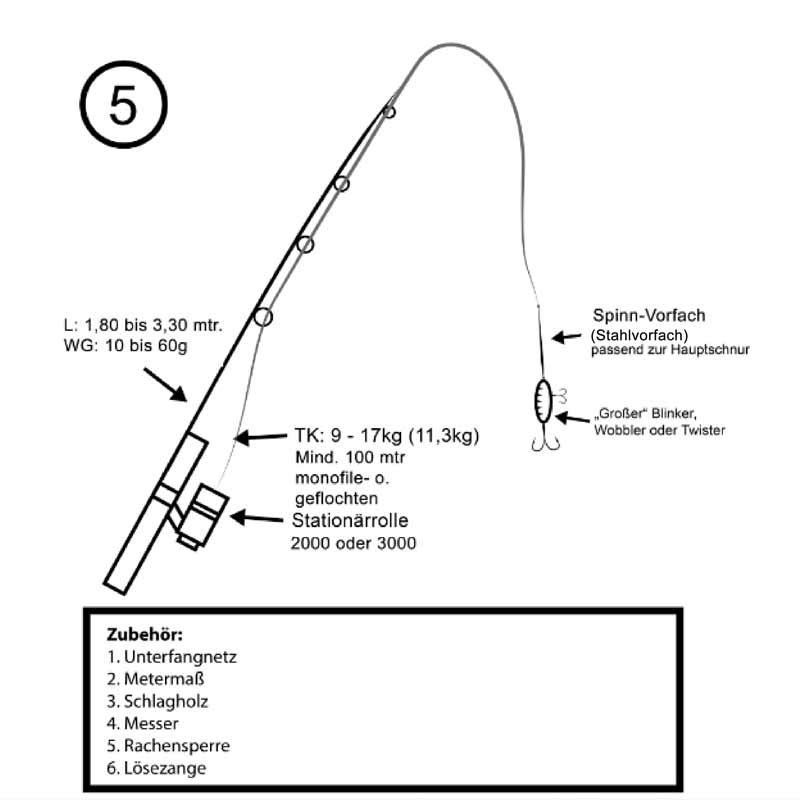 5
L: 1,80 bis 3,30 mtr.
WG: 10 bis 60g
Spinn-Vorfach
(Stahlvorfach)
passend zur Hauptschnur
„Großer“ Blinker,
Wobbler oder Twister
TK: 9 - 17kg (11,3kg)
Mind. 100 mtr
monofile- o.
geflochten
Stationärrolle
2000 oder 3000
Zubehör:
1. Unterfangnetz
2. Metermaß
3. Schlagholz
4. Messer
5. Rachensperre
6. Lösezange